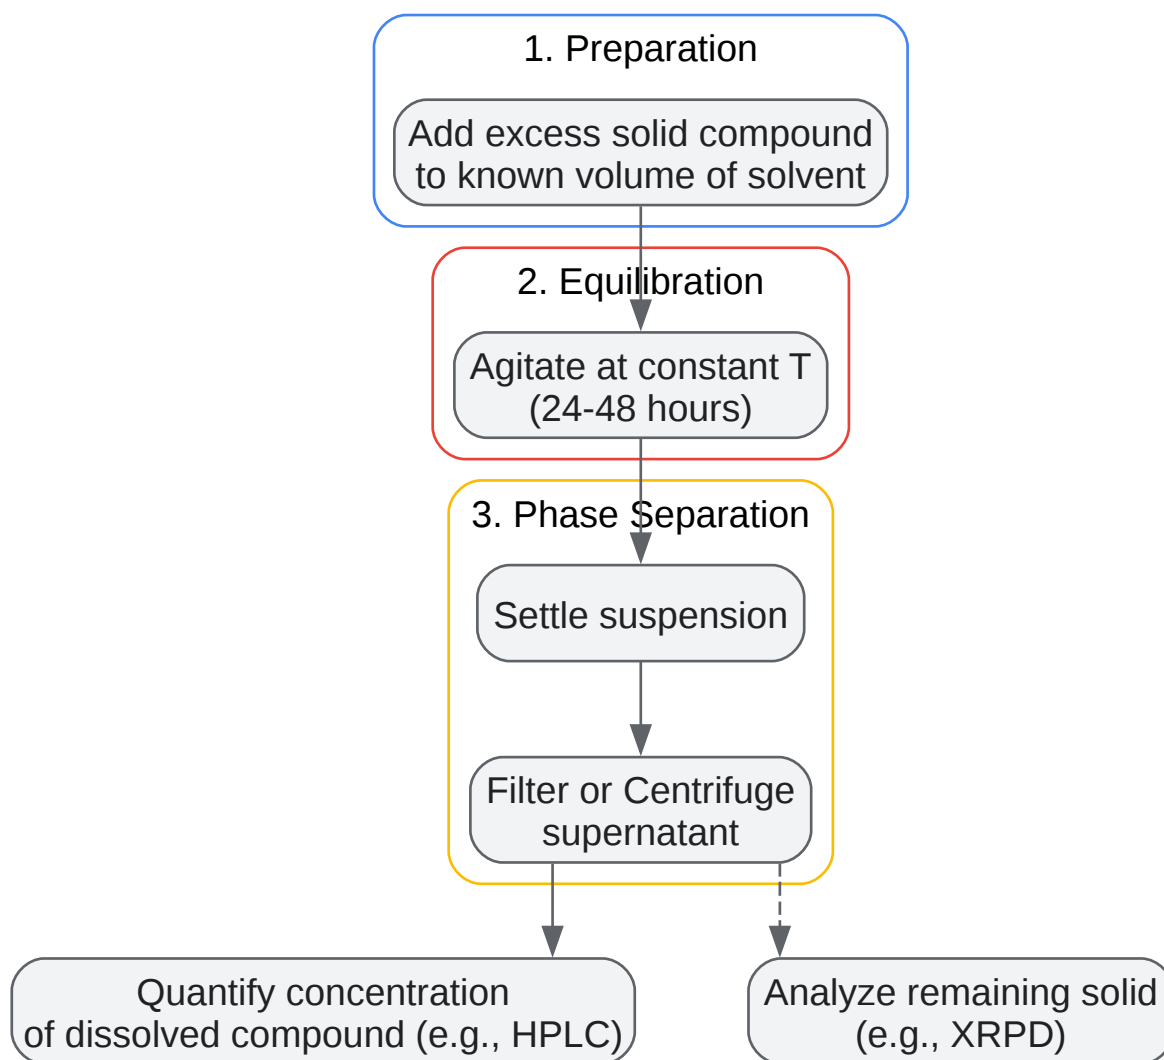 1. Preparation
Add excess solid compound
to known volume of solvent
2. Equilibration
Agitate at constant T
(24-48 hours)
3. Phase Separation
Settle suspension
Filter or Centrifuge
supernatant
Quantify concentration
of dissolved compound (e.g., HPLC)
Analyze remaining solid
(e.g., XRPD)